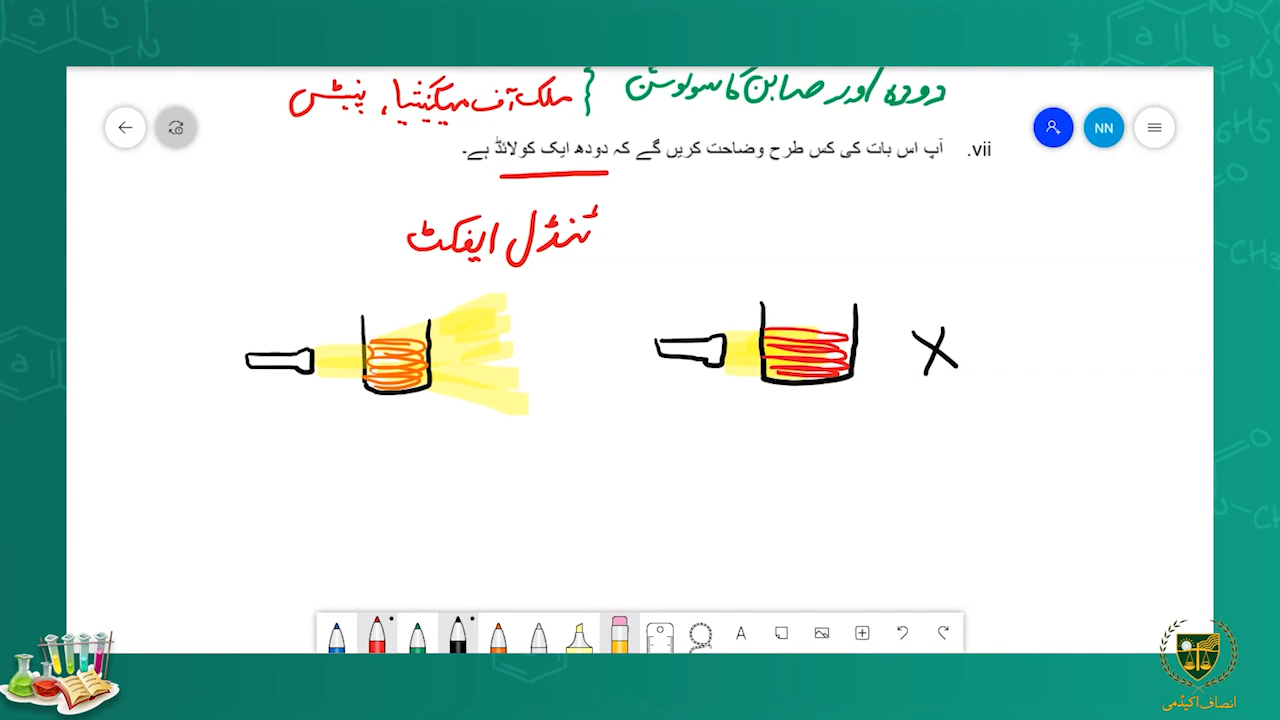 دودھ اور صابن کا سولوشن } ملک آف میگنیشیا، پینٹس
vii. آپ اس بات کی کس طرح وضاحت کریں گے کہ دودھ ایک کولائڈ ہے۔
ٹنڈل ایفکٹ
NN
A
انصاف اکیڈمی